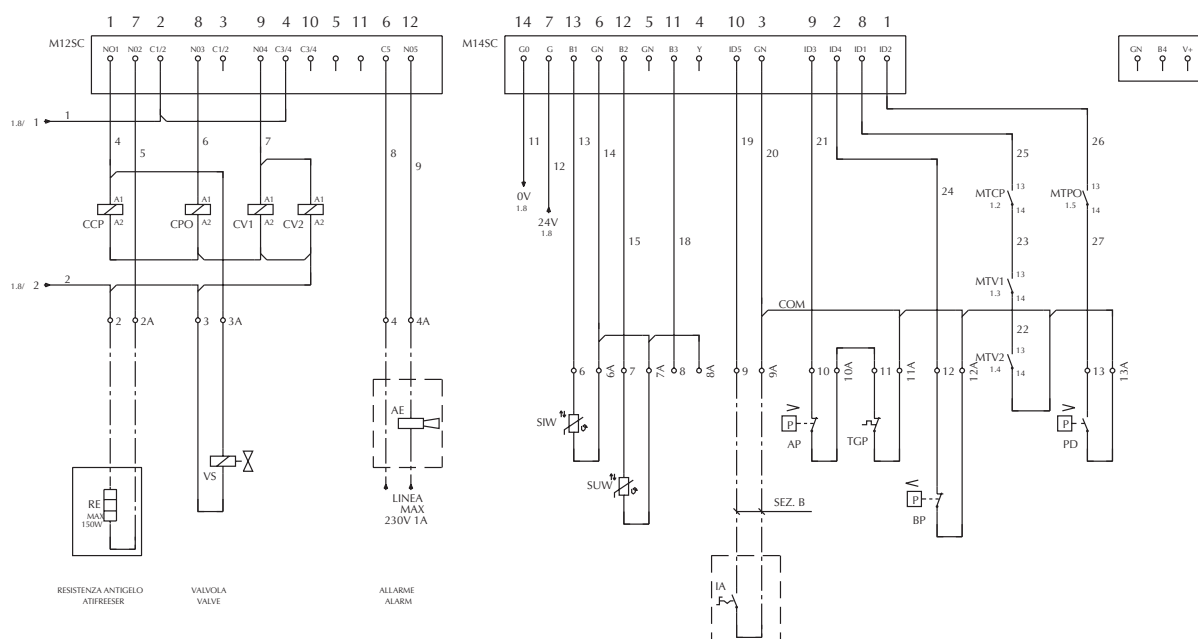 1 7 2 8 3 9 4 10 5 11 6 12
M12SC
NO1 N02 C1/2 N03 C1/2 N04 C3/4 C3/4 C5 N05
14 7 13 6 12 5 11 4 10 3 9 2 8 1
M14SC
G0 G B1 GN B2 GN B3 Y ID5 GN ID3 ID4 ID1 ID2
GN B4 V+
1.8/ 1 1
4 5 6 7 8 9
11 12 13 14 19 20 21 24 25 26
A1 A1 A1 A1
CCP CPO CV1 CV2
A2 A2 A2 A2
0V
1.8
24V
1.8
15 18
MTCP 13
1.2 14
MTPO 13
1.5 14
23 27
1.8/ 2 2
MTV1 13
1.3 14
COM
2 2A 3 3A 4 4A
22
MTV2 13
1.4 14
6 6A 7 7A 8 8A 9 9A 10 10A 11 11A 12 12A 13 13A
AE
SIW
P
AP
TGP
P
PD
VS
SUW
RE
MAX
150W
LINEA
MAX
230V 1A
SEZ. B
P
BP
IA
RESISTENZA ANTIGELO
ATIFREESER
VALVOLA
VALVE
ALLARME
ALARM